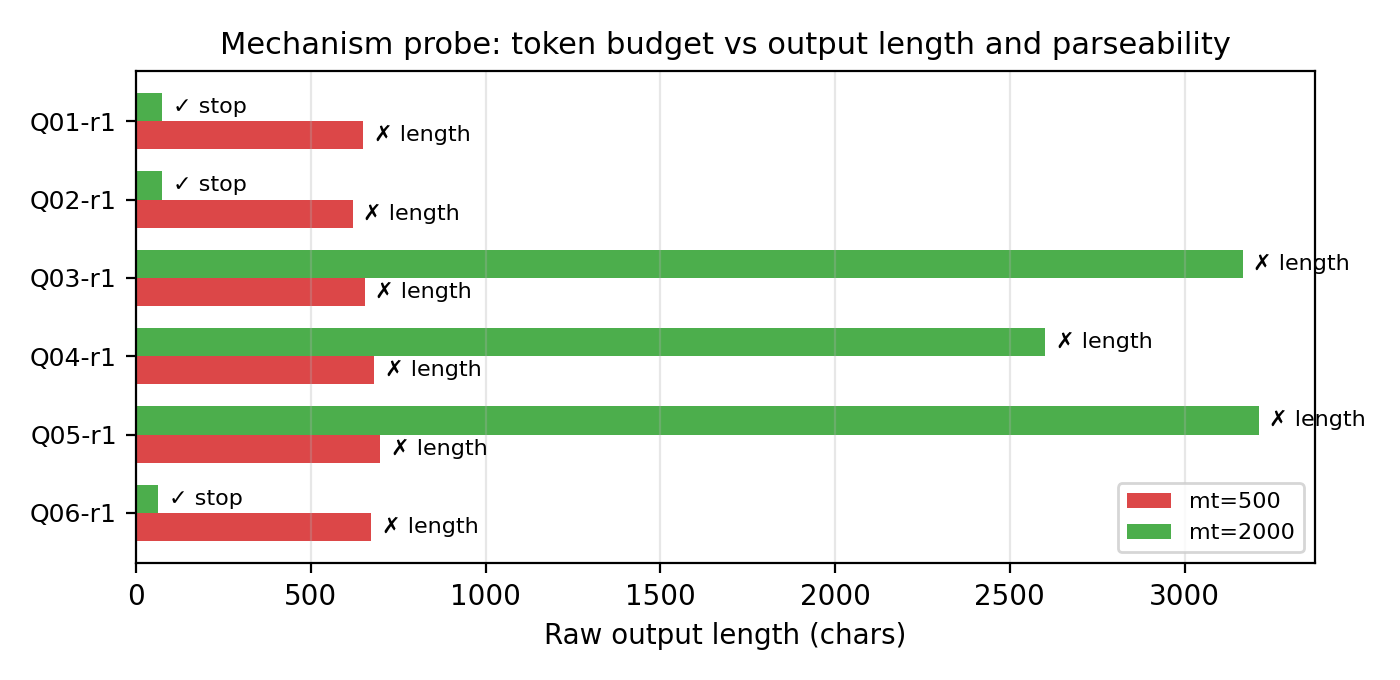 Mechanism probe: token budget vs output length and parseability
Q01-r1
✓ stop
✗ length
Q02-r1
✓ stop
✗ length
Q03-r1
✗ length
✗ length
Q04-r1
✗ length
✗ length
Q05-r1
✗ length
✗ length
Q06-r1
✓ stop
✗ length
mt=500
mt=2000
0 500 1000 1500 2000 2500 3000
Raw output length (chars)